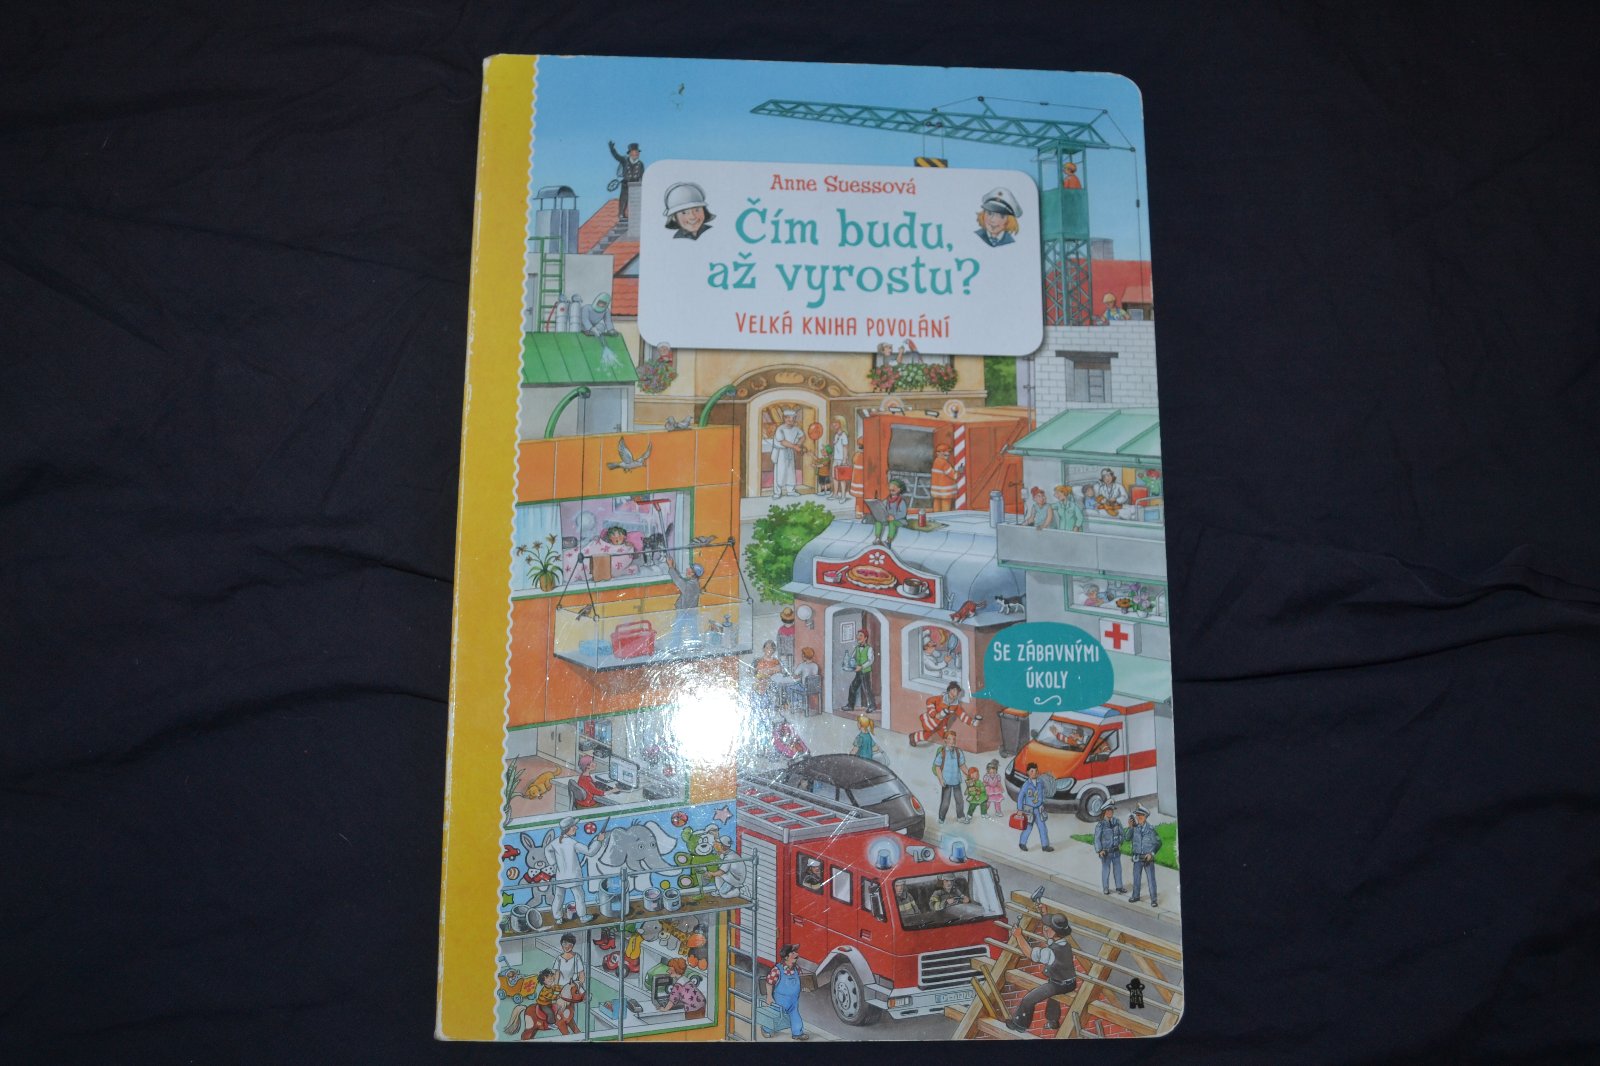 Anne Suessová
Čím budu,
až vyrostu?
VELKÁ KNIHA POVOLÁNÍ
SE ZÁBAVNÝMI
ÚKOLY